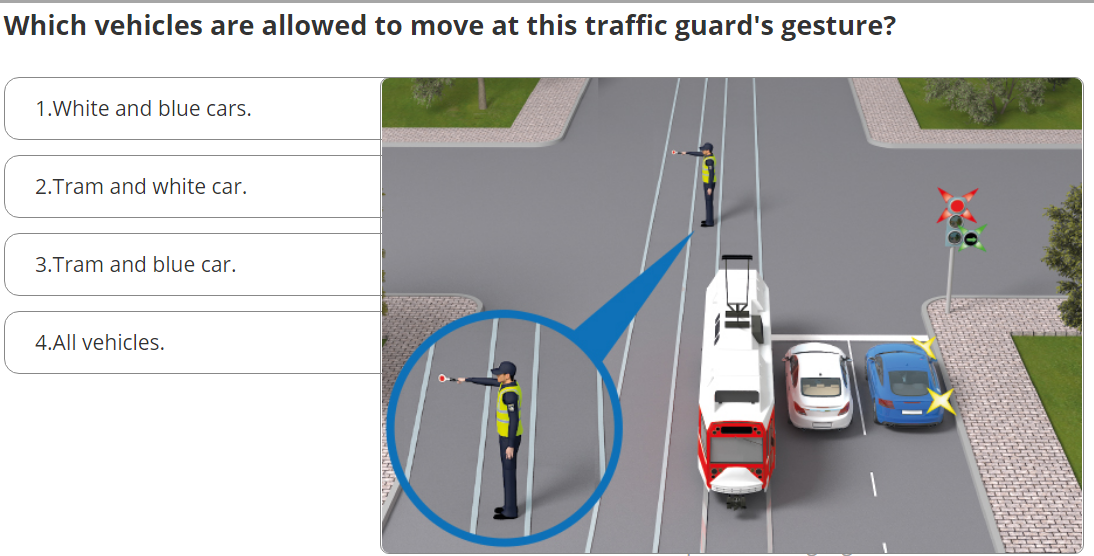 Which vehicles are allowed to move at this traffic guard's gesture?
1.White and blue cars.
2.Tram and white car.
3.Tram and blue car.
4.All vehicles.